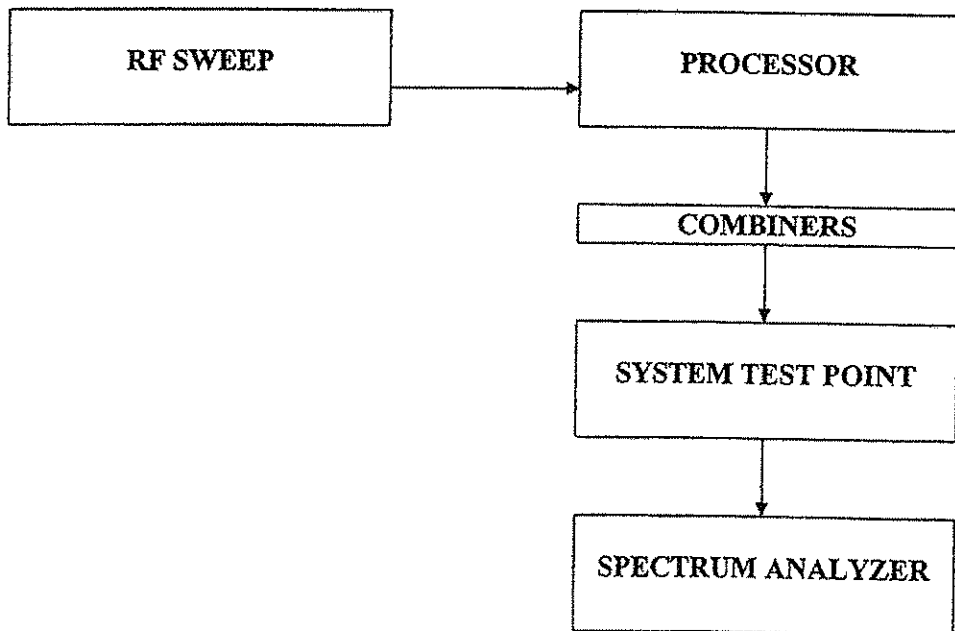 RF SWEEP
PROCESSOR
COMBINERS
SYSTEM TEST POINT
SPECTRUM ANALYZER